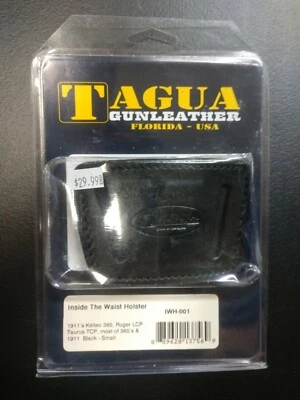 TAGUA
GUNLEATHER
FLORIDA - USA
$29.99
Inside The Waist Holster
IWH-001
1911's Keltec 380, Ruger LCP
Taurus TCP, most of 380's &
1911 Black - Small